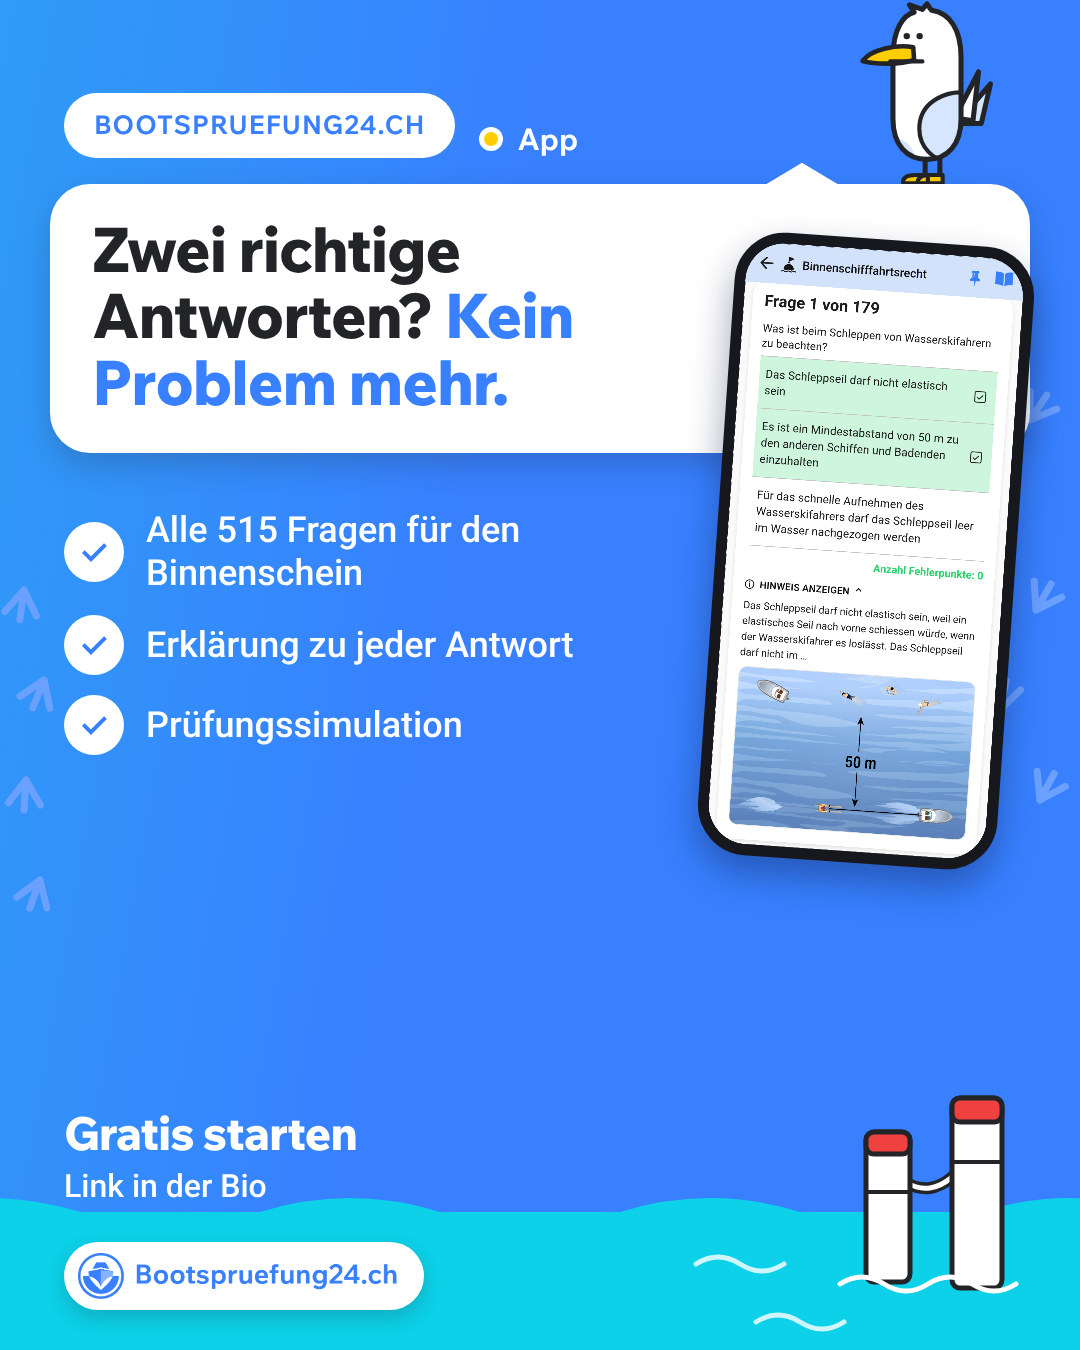 BOOTSPRUEFUNG24.CH
App
Zwei richtige
Antworten? Kein
Problem mehr.
Alle 515 Fragen für den
Binnenschein
Erklärung zu jeder Antwort
Prüfungssimulation
Binnenschifffahrtsrecht
Frage 1 von 179
Was ist beim Schleppen von Wasserskifahrern
zu beachten?
Das Schleppseil darf nicht elastisch
sein
Es ist ein Mindestabstand von 50 m zu
den anderen Schiffen und Badenden
einzuhalten
Für das schnelle Aufnehmen des
Wasserskifahrers darf das Schleppseil leer
im Wasser nachgezogen werden
Anzahl Fehlerpunkte: 0
HINWEIS ANZEIGEN
Das Schleppseil darf nicht elastisch sein, weil ein
elastisches Seil nach vorne schiessen würde, wenn
der Wasserskifahrer es loslässt. Das Schleppseil
darf nicht im ...
50 m
Gratis starten
Link in der Bio
Bootspruefung24.ch